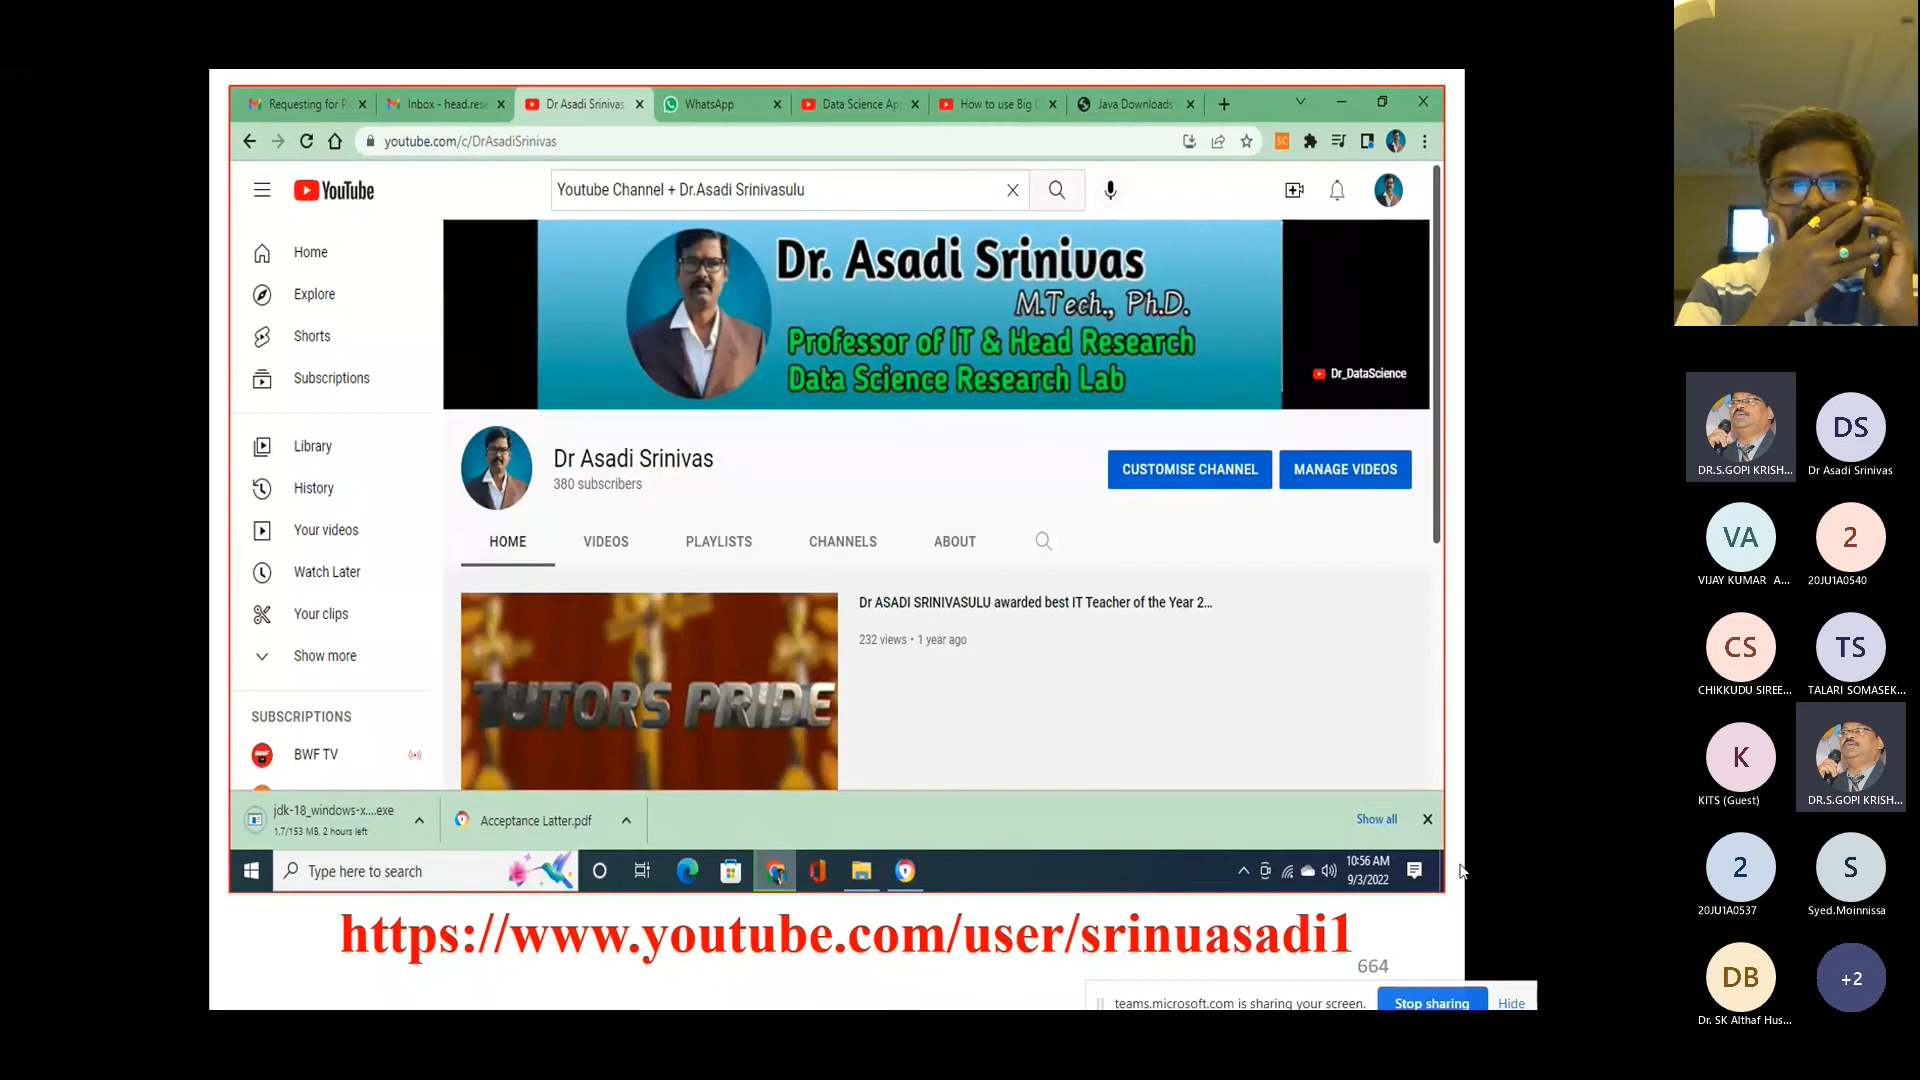 Requesting for P
Inbox - head.rese
Dr Asadi Srinivas
WhatsApp
Data Science Ap
How to use Big D
Java Downloads
youtube.com/c/DrAsadiSrinivas
SC
YouTube
Youtube Channel + Dr.Asadi Srinivasulu
Home
Explore
Shorts
Subscriptions
Library
History
Your videos
Watch Later
Your clips
Show more
SUBSCRIPTIONS
BWF TV
Dr. Asadi Srinivas
M.Tech., Ph.D.
Professor of IT & Head Research
Data Science Research Lab
Dr_DataScience
Dr Asadi Srinivas
380 subscribers
CUSTOMISE CHANNEL
MANAGE VIDEOS
HOME
VIDEOS
PLAYLISTS
CHANNELS
ABOUT
TUTORS PRIDE
Dr ASADI SRINIVASULU awarded best IT Teacher of the Year 2...
232 views • 1 year ago
jdk-18_windows-x....exe
1.7/153 MB, 2 hours left
Acceptance Latter.pdf
Show all
Type here to search
10:56 AM
9/3/2022
https://www.youtube.com/user/srinuasadi1
664
teams.microsoft.com is sharing your screen.
Stop sharing
Hide
DR.S.GOPI KRISH...
DS
Dr Asadi Srinivas
VA
VIJAY KUMAR A...
2
20JU1A0540
CS
CHIKKUDU SIREE...
TS
TALARI SOMASEK...
K
KITS (Guest)
DR.S.GOPI KRISH...
2
20JU1A0537
S
Syed.Moinnissa
DB
Dr. SK Althaf Hus...
+2